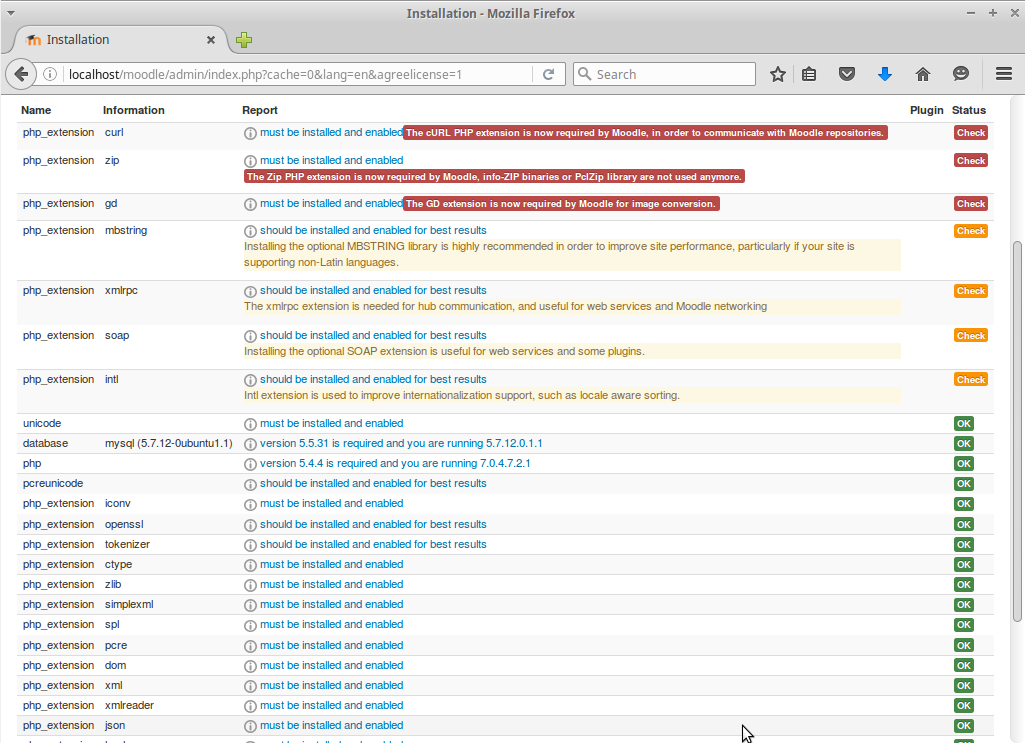 Installation - Mozilla Firefox
Installation
localhost/moodle/admin/index.php?cache=0&lang=en&agreelicense=1
Search
Name Information Report Plugin Status
php_extension curl must be installed and enabled The cURL PHP extension is now required by Moodle, in order to communicate with Moodle repositories. Check
php_extension zip must be installed and enabled Check
The Zip PHP extension is now required by Moodle, info-ZIP binaries or PclZip library are not used anymore.
php_extension gd must be installed and enabled The GD extension is now required by Moodle for image conversion. Check
php_extension mbstring should be installed and enabled for best results Check
Installing the optional MBSTRING library is highly recommended in order to improve site performance, particularly if your site is
supporting non-Latin languages.
php_extension xmlrpc should be installed and enabled for best results Check
The xmlrpc extension is needed for hub communication, and useful for web services and Moodle networking
php_extension soap should be installed and enabled for best results Check
Installing the optional SOAP extension is useful for web services and some plugins.
php_extension intl should be installed and enabled for best results Check
Intl extension is used to improve internationalization support, such as locale aware sorting.
unicode must be installed and enabled OK
database mysql (5.7.12-0ubuntu1.1) version 5.5.31 is required and you are running 5.7.12.0.1.1 OK
php version 5.4.4 is required and you are running 7.0.4.7.2.1 OK
pcreunicode should be installed and enabled for best results OK
php_extension iconv must be installed and enabled OK
php_extension openssl should be installed and enabled for best results OK
php_extension tokenizer should be installed and enabled for best results OK
php_extension ctype must be installed and enabled OK
php_extension zlib must be installed and enabled OK
php_extension simplexml must be installed and enabled OK
php_extension spl must be installed and enabled OK
php_extension pcre must be installed and enabled OK
php_extension dom must be installed and enabled OK
php_extension xml must be installed and enabled OK
php_extension xmlreader must be installed and enabled OK
php_extension json must be installed and enabled OK